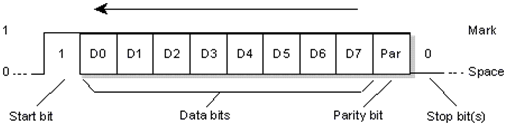 1 Mark
1 D0 D1 D2 D3 D4 D5 D6 D7 Par 0
0 Space
Start bit Data bits Parity bit Stop bit(s)